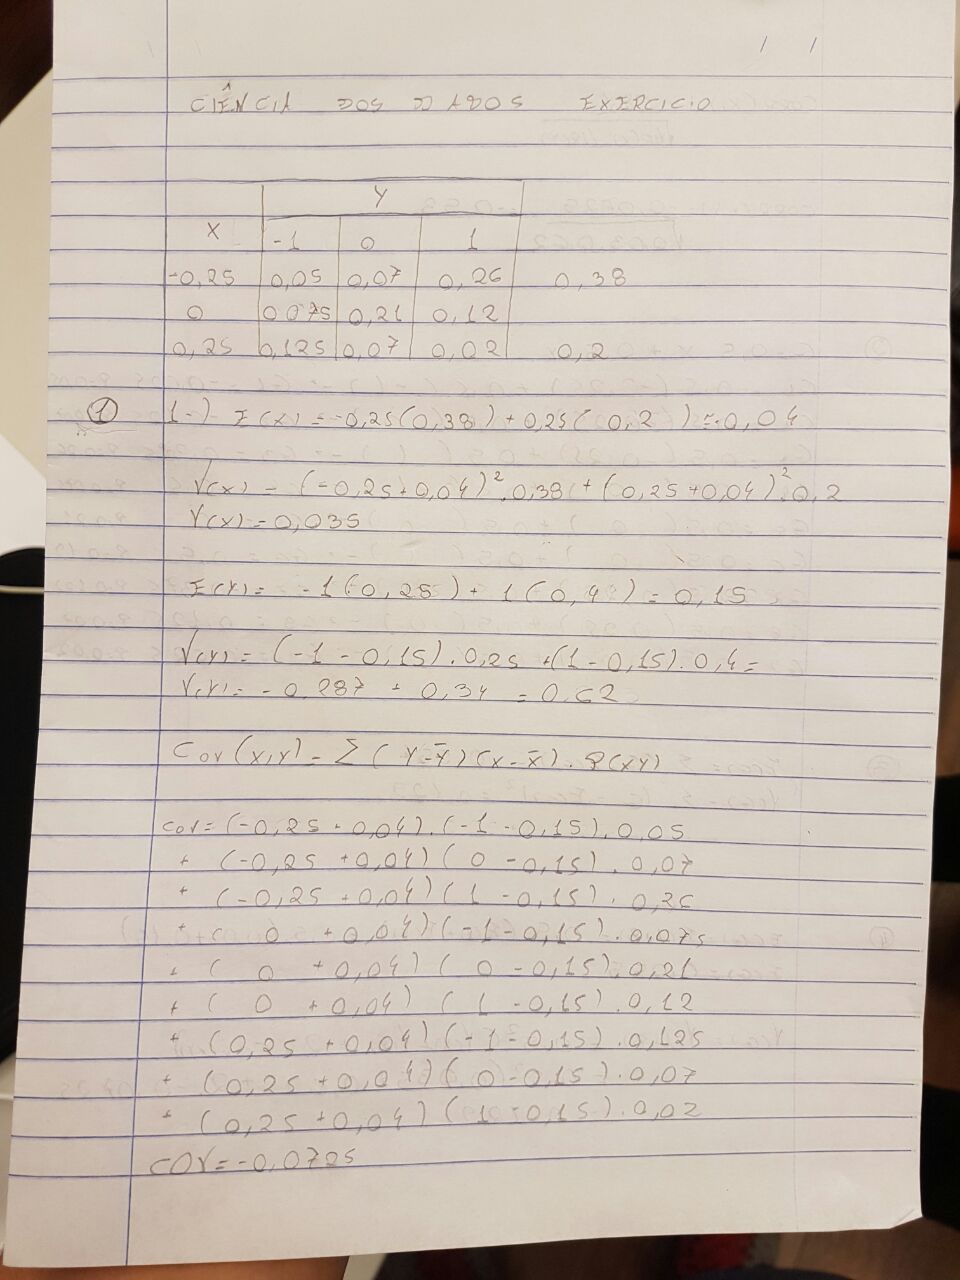 CIÊNCIA DOS DADOS EXERCICIO
Y
X -1 0 1
-0,25 0,05 0,07 0,26 0,38
0 0 075 0,21 0,12
0,25 0,125 0,07 0,02 0,2
① 1-) E(X) = -0,25(0,38) + 0,25(0,2) = -0,04
V(X) = (-0,25+0,04)².0,38 + (0,25+0,04)².0,2
V(X) = 0,035
E(Y) = -1(0,25) + 1(0,4) = 0,15
V(Y) = (-1-0,15).0,25 + (1-0,15).0,4 =
V(Y) = -0,287 + 0,34 = 0,62
Cov(X,Y) = Σ(Y-Ȳ)(X-X̄).P(XY)
COV = (-0,25+0,04).(-1-0,15).0,05
+ (-0,25+0,04)(0-0,15).0,07
+ (-0,25+0,04)(1-0,15).0,26
+ ( 0 +0,04)(-1-0,15).0,075
+ ( 0 +0,04)( 0 -0,15).0,21
+ ( 0 +0,04)( 1 -0,15).0,12
+ (0,25+0,04)(-1-0,15).0,125
+ (0,25+0,04)(0-0,15).0,07
+ (0,25+0,04)(1-0,15).0,02
COV = -0,0725